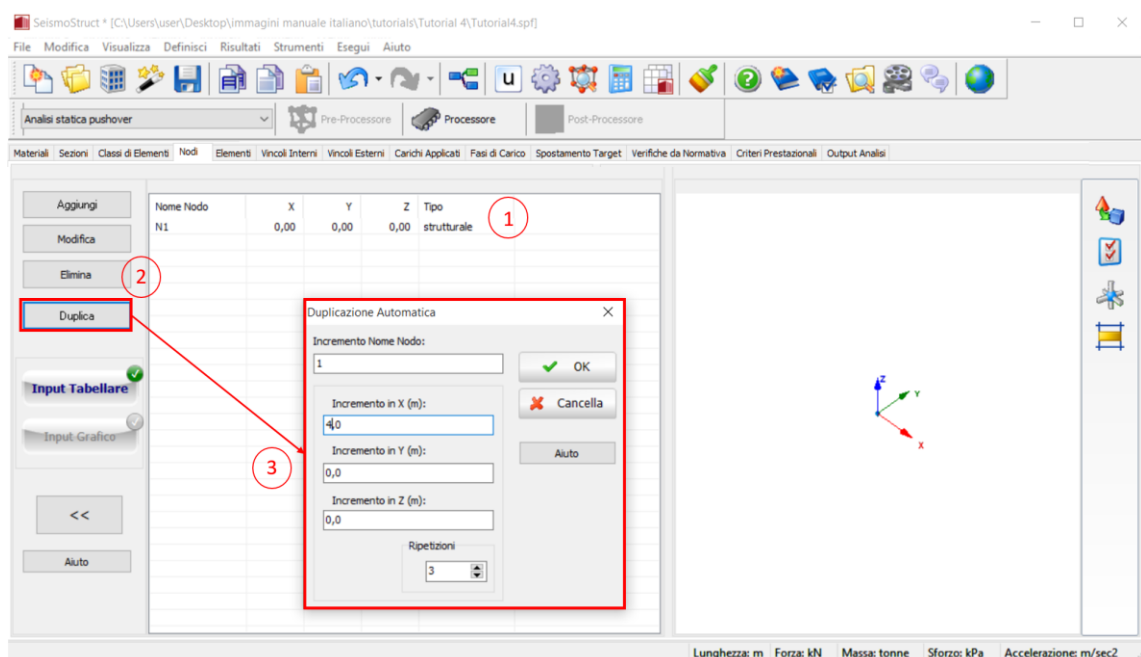 SeismoStruct * [C:\Users\user\Desktop\immagini manuale italiano\tutorials\Tutorial 4\Tutorial4.spf]
File Modifica Visualizza Definisci Risultati Strumenti Esegui Aiuto
u
Analisi statica pushover Pre-Processore Processore Post-Processore
Materiali Sezioni Classi di Elementi Nodi Elementi Vincoli Interni Vincoli Esterni Carichi Applicati Fasi di Carico Spostamento Target Verifiche da Normativa Criteri Prestazionali Output Analisi
Aggiungi
Modifica
Elimina
2
Duplica
Input Tabellare
Input Grafico
<<
Aiuto
Nome Nodo X Y Z Tipo
N1 0,00 0,00 0,00 strutturale
1
3
Duplicazione Automatica
Incremento Nome Nodo:
1
OK
Incremento in X (m):
4,0
Cancella
Incremento in Y (m):
0,0
Aiuto
Incremento in Z (m):
0,0
Ripetizioni
3
Z
Y
X
Lunghezza: m Forza: kN Massa: tonne Sforzo: kPa Accelerazione: m/sec2